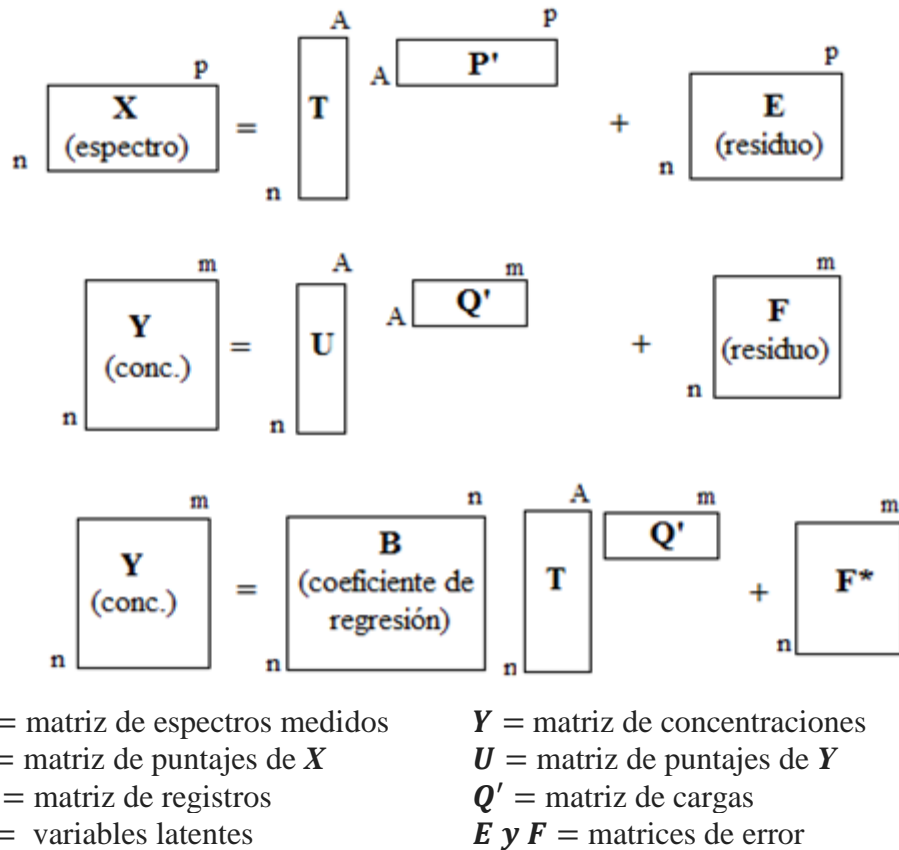 A p
p A P' p
X = T + E
(espectro) (residuo)
n n n
m A m m
Y = U A Q' + F
(conc.) (residuo)
n n n
m n A m m
Y = B T Q' + F*
(conc.) (coeficiente de
regresión)
n n n n
= matriz de espectros medidos Y = matriz de concentraciones
= matriz de puntajes de X U = matriz de puntajes de Y
= matriz de registros Q' = matriz de cargas
= variables latentes E y F = matrices de error